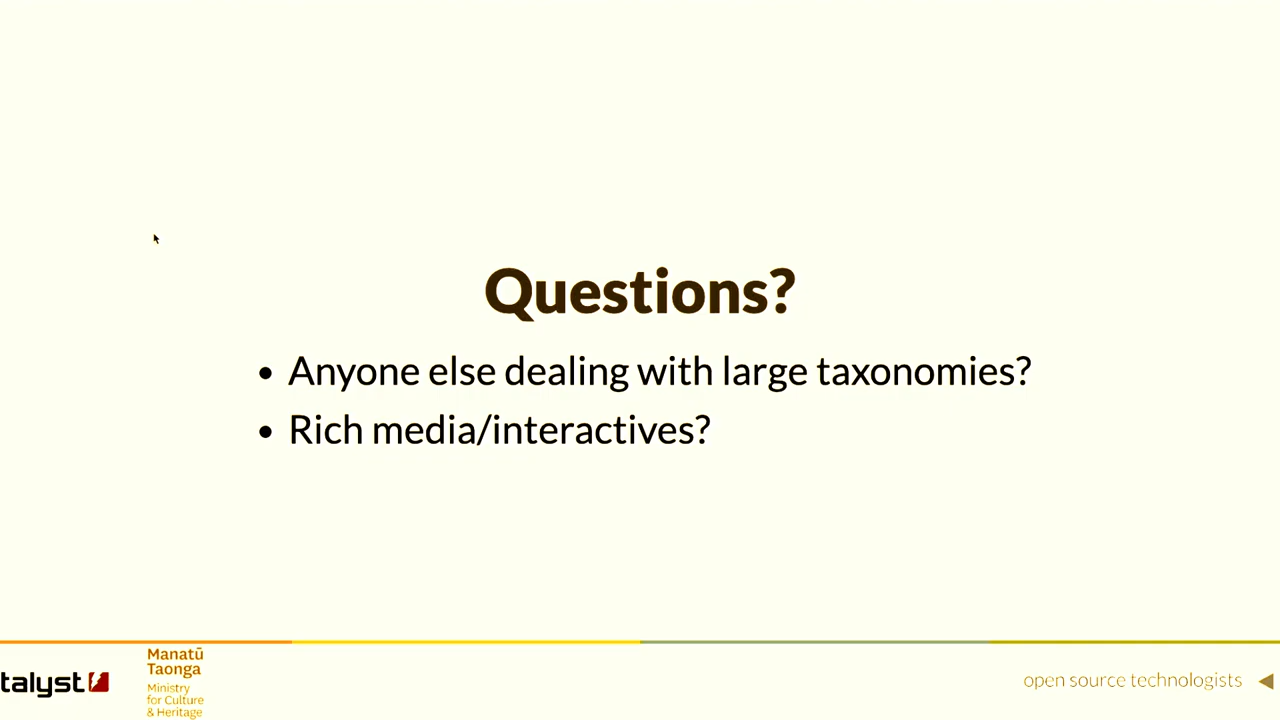 Questions?
• Anyone else dealing with large taxonomies?
• Rich media/interactives?
talyst
Manatū
Taonga
Ministry
for Culture
& Heritage
open source technologists